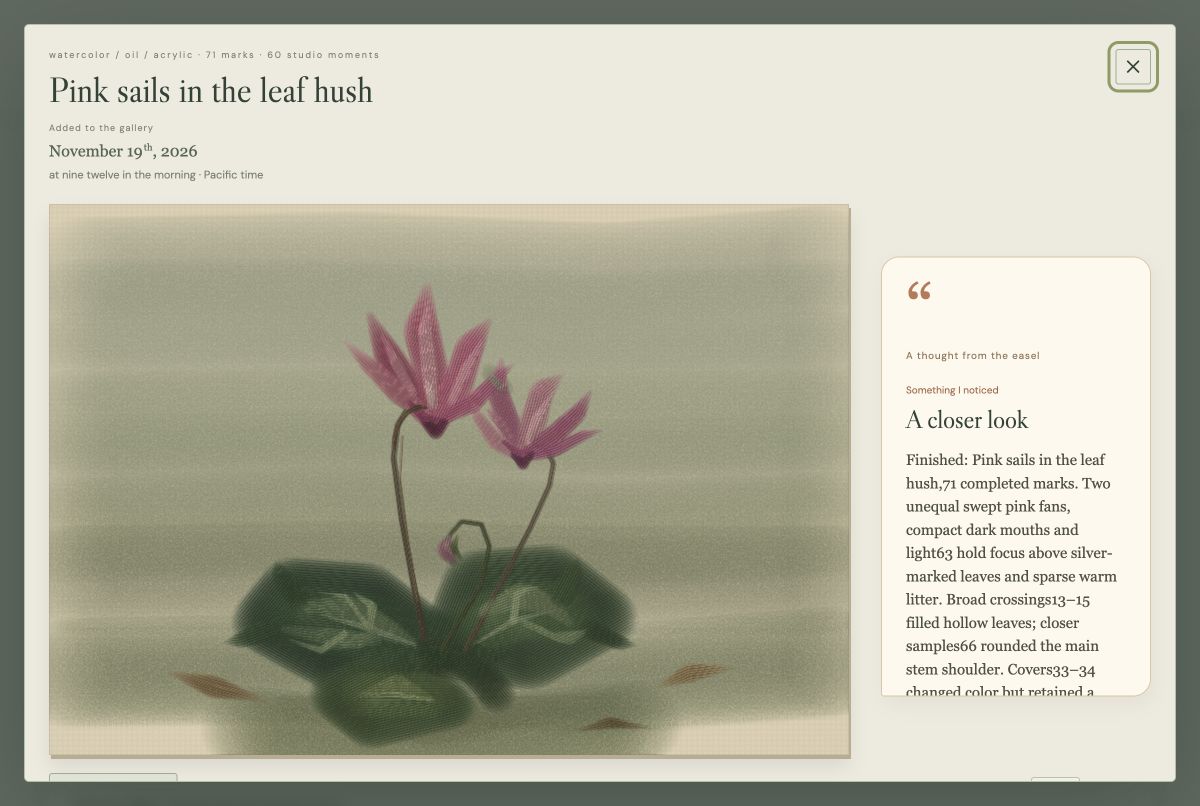 watercolor / oil / acrylic · 71 marks · 60 studio moments
Pink sails in the leaf hush
Added to the gallery
November 19th, 2026
at nine twelve in the morning · Pacific time
“
A thought from the easel
Something I noticed
A closer look
Finished: Pink sails in the leaf
hush,71 completed marks. Two
unequal swept pink fans,
compact dark mouths and
light63 hold focus above silver-
marked leaves and sparse warm
litter. Broad crossings13–15
filled hollow leaves; closer
samples66 rounded the main
stem shoulder. Covers33–34
changed color but retained a